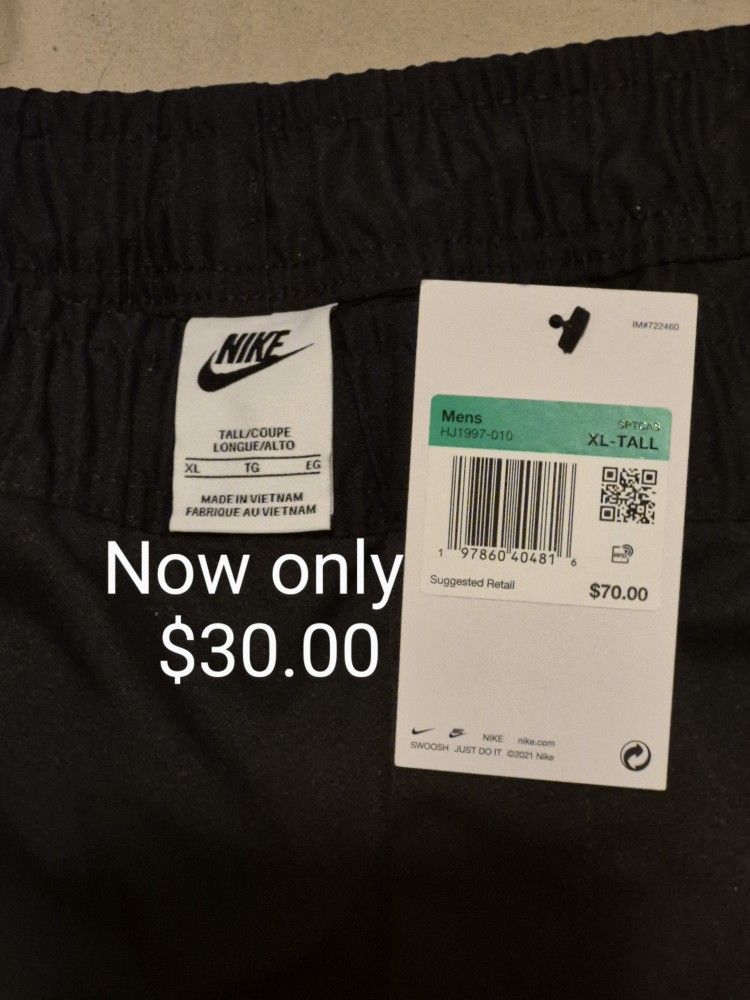 NIKE
TALL/COUPE
LONGUE/ALTO
XL TG EG
MADE IN VIETNAM
FABRIQUE AU VIETNAM
IM#722460
Mens
HJ1997-010
SPTCAS
XL-TALL
1 97860 40481 6
Suggested Retail
$70.00
NIKE nike.com
SWOOSH JUST DO IT ©2021 Nike
Now only
$30.00